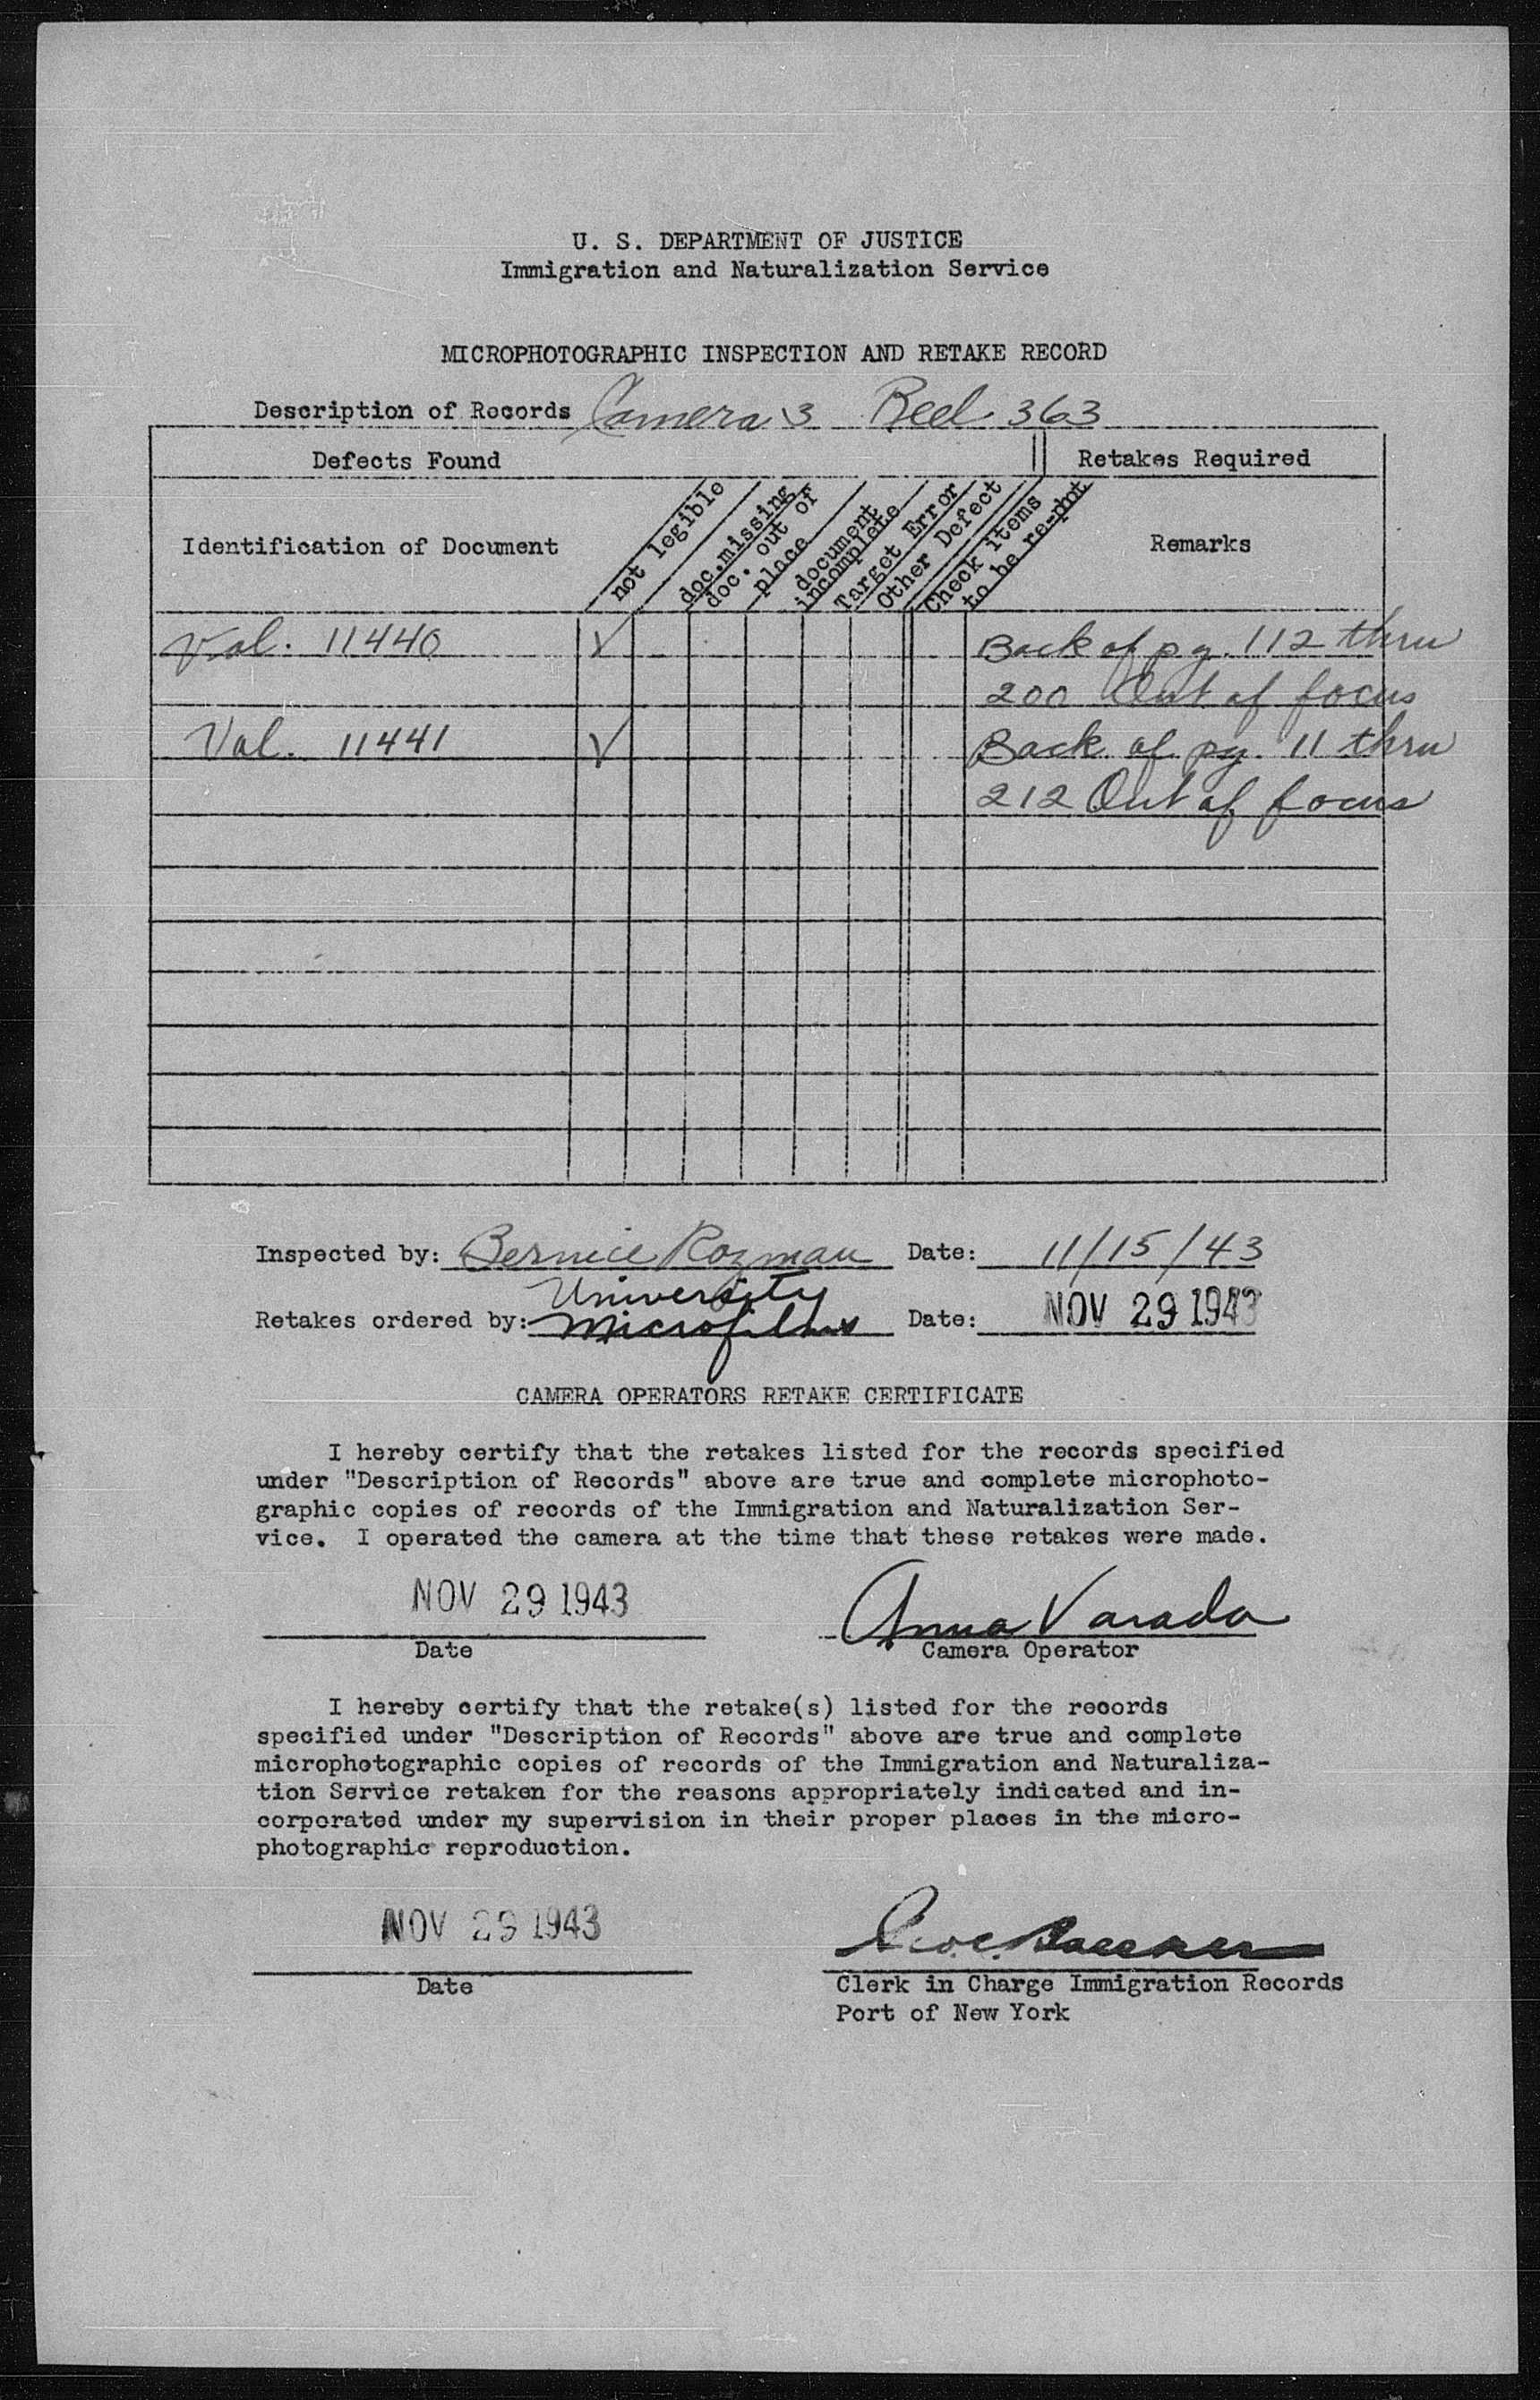 U. S. DEPARTMENT OF JUSTICE
Immigration and Naturalization Service
MICROPHOTOGRAPHIC INSPECTION AND RETAKE RECORD
Description of Records Camera 3 Reel 363
Defects Found
Retakes Required
Identification of Document
not legible
doc. missing
doc. out of
place
document
incomplete
Target Error
Other Defect
Check items
to be re-phot
Remarks
Vol. 11440 V Back of pg. 112 thru
200 Out of focus
Vol. 11441 V Back of pg. 11 thru
212 Out of focus
Inspected by: Bernice Rozman Date: 11/15/43
University
Retakes ordered by: Microfilms Date: NOV 29 1943
CAMERA OPERATORS RETAKE CERTIFICATE
I hereby certify that the retakes listed for the records specified
under "Description of Records" above are true and complete microphoto-
graphic copies of records of the Immigration and Naturalization Ser-
vice. I operated the camera at the time that these retakes were made.
NOV 29 1943 Anna Varada
Date Camera Operator
I hereby certify that the retake(s) listed for the records
specified under "Description of Records" above are true and complete
microphotographic copies of records of the Immigration and Naturaliza-
tion Service retaken for the reasons appropriately indicated and in-
corporated under my supervision in their proper places in the micro-
photographic reproduction.
NOV 29 1943
Date
Clerk in Charge Immigration Records
Port of New York